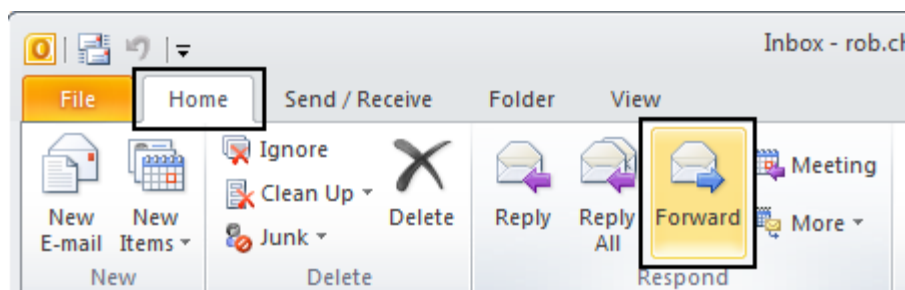 Inbox - rob.ch
File Home Send / Receive Folder View
Ignore
Clean Up
Junk
New E-mail
New Items
Delete
Reply
Reply All
Forward
Meeting
More
New Delete Respond